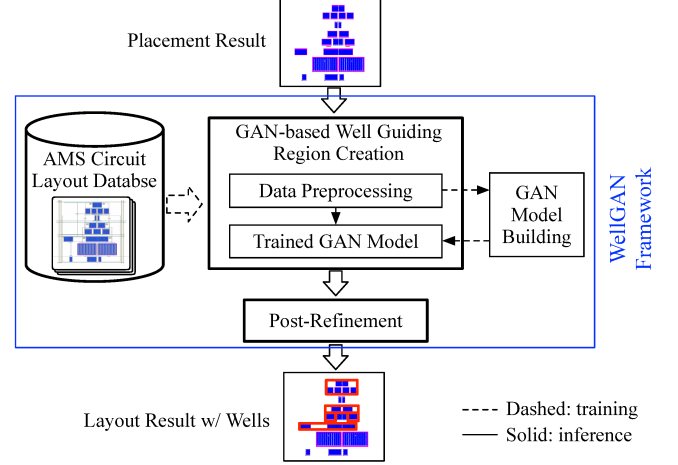 Placement Result
GAN-based Well Guiding
Region Creation
AMS Circuit
Layout Databse
Data Preprocessing
GAN
Model
Building
Trained GAN Model
WellGAN
Framework
Post-Refinement
Layout Result w/ Wells
Dashed: training
Solid: inference